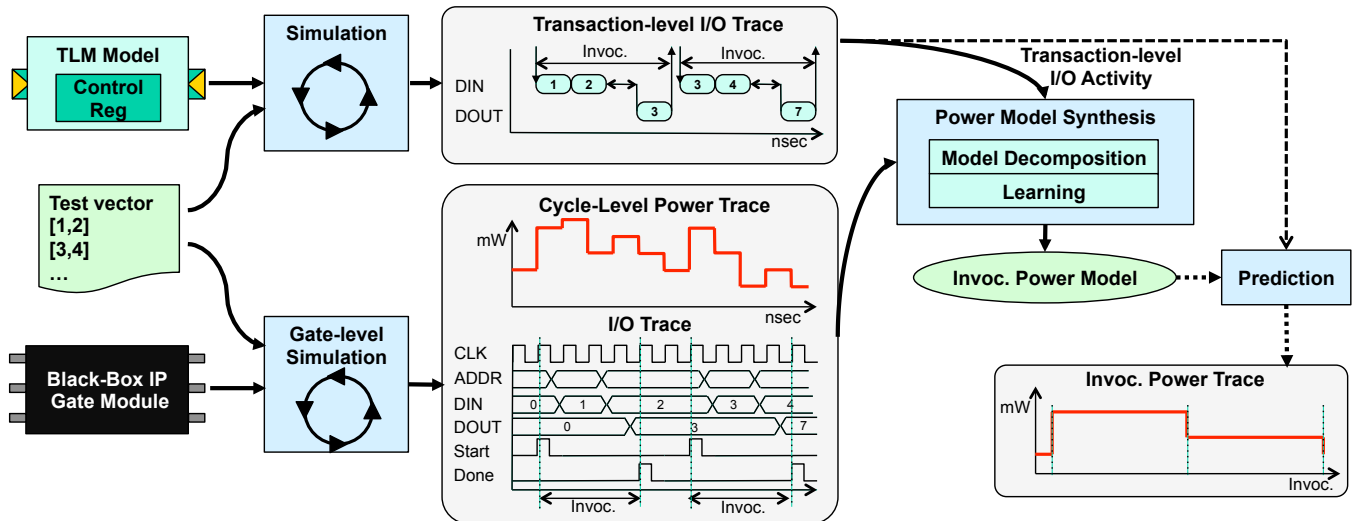 TLM Model
Control
Reg
Simulation
Transaction-level I/O Trace
Invoc.
Invoc.
DIN
1
2
3
4
DOUT
3
7
nsec
Transaction-level
I/O Activity
Power Model Synthesis
Model Decomposition
Learning
Test vector
[1,2]
[3,4]
...
Cycle-Level Power Trace
mW
nsec
Invoc. Power Model
Prediction
Black-Box IP
Gate Module
Gate-level
Simulation
I/O Trace
CLK
ADDR
DIN
0
1
2
3
4
DOUT
0
3
7
Start
Done
Invoc.
Invoc.
Invoc. Power Trace
mW
Invoc.